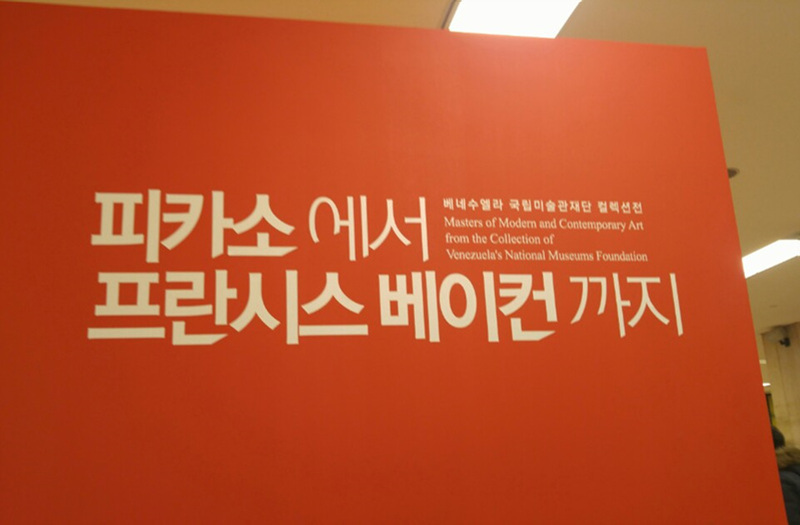 피카소에서
베네수엘라 국립미술관재단 컬렉션전
Masters of Modern and Contemporary Art
from the Collection of
Venezuela's National Museums Foundation
프란시스 베이컨까지